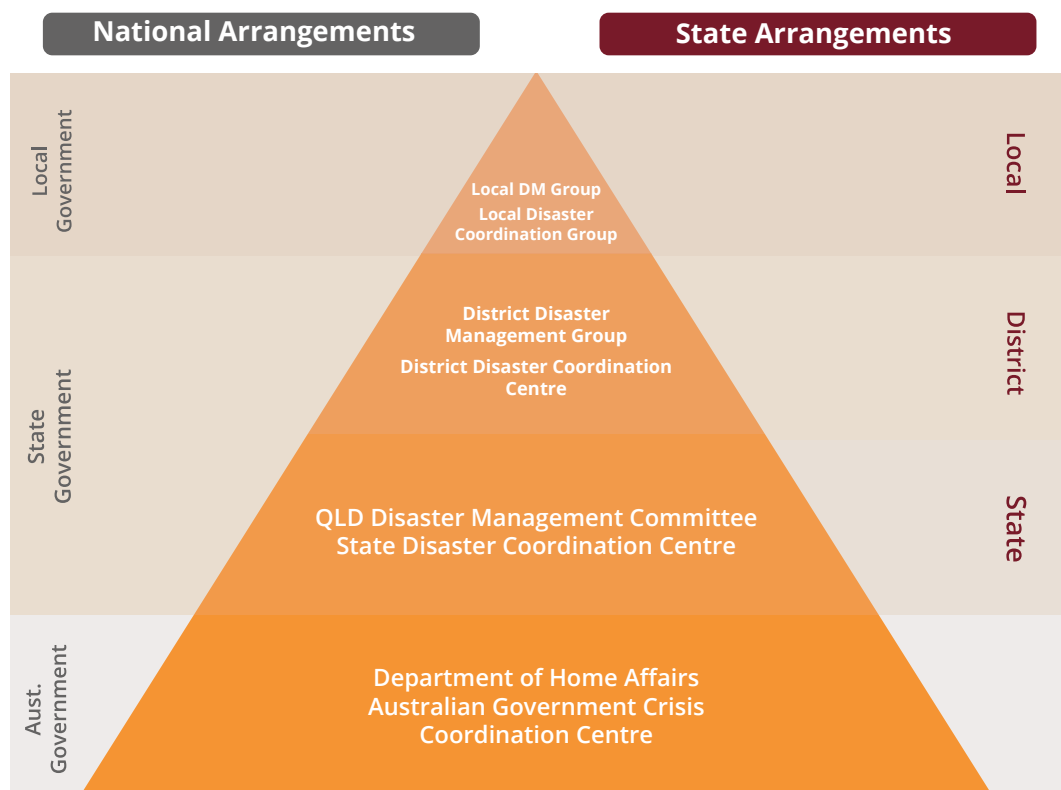 National Arrangements
State Arrangements
Local
Government
Local DM Group
Local Disaster
Coordination Group
Local
State
Government
District Disaster
Management Group
District Disaster Coordination
Centre
District
QLD Disaster Management Committee
State Disaster Coordination Centre
State
Aust.
Government
Department of Home Affairs
Australian Government Crisis
Coordination Centre